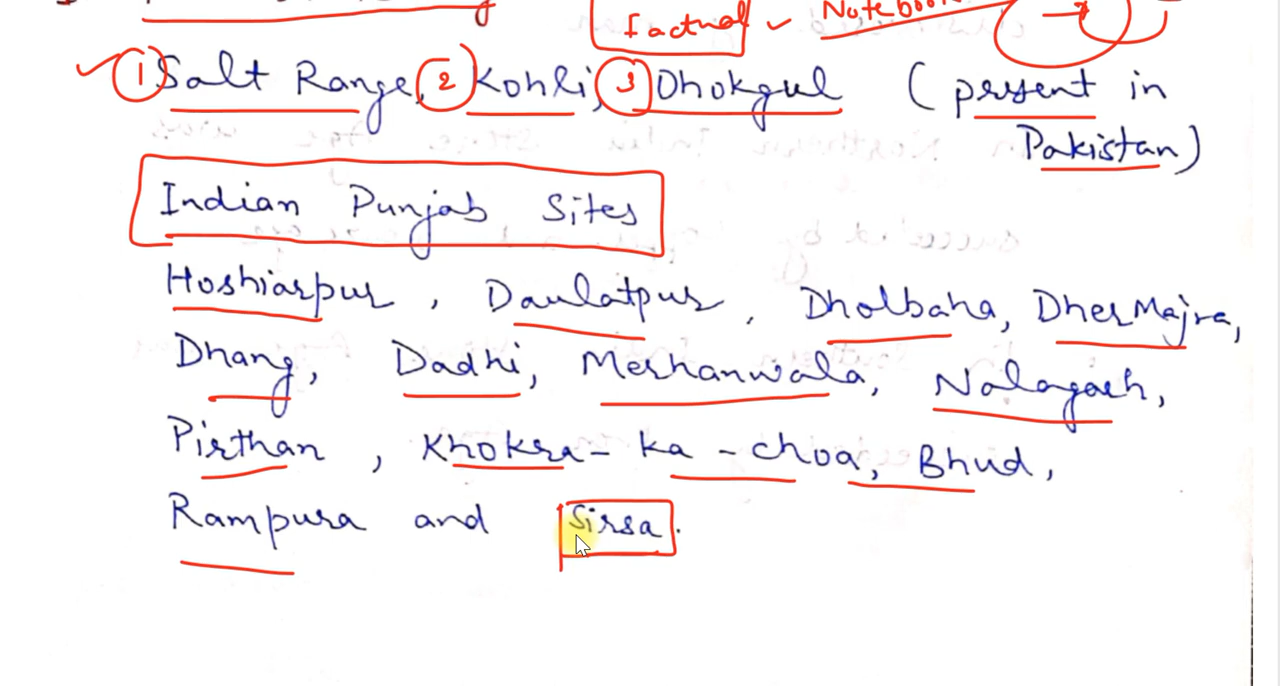 Factual Notebook
① Salt Range, ② Kohli, ③ Dhokgul (present in
Pakistan)
Indian Punjab Sites
Hoshiarpur, Daulatpur, Dholbaha, DherMajra,
Dhang, Dadhi, Merhanwala, Nalagarh,
Pirthan, Khokra-ka-choa, Bhud,
Rampura and Sirsa.